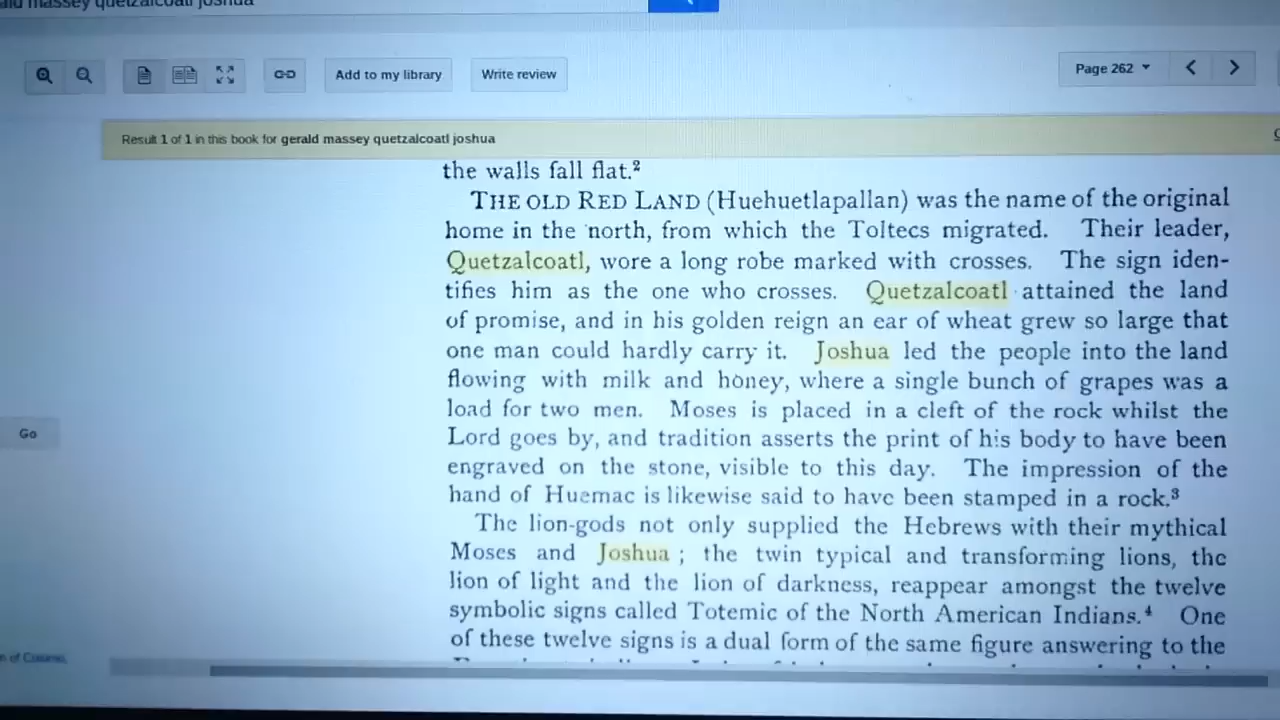 massey quetzalcoatl joshua
Add to my library
Write review
Page 262
Result 1 of 1 in this book for gerald massey quetzalcoatl joshua
the walls fall flat.²
THE OLD RED LAND (Huehuetlapallan) was the name of the original
home in the north, from which the Toltecs migrated. Their leader,
Quetzalcoatl, wore a long robe marked with crosses. The sign iden-
tifies him as the one who crosses. Quetzalcoatl attained the land
of promise, and in his golden reign an ear of wheat grew so large that
one man could hardly carry it. Joshua led the people into the land
flowing with milk and honey, where a single bunch of grapes was a
load for two men. Moses is placed in a cleft of the rock whilst the
Go
Lord goes by, and tradition asserts the print of his body to have been
engraved on the stone, visible to this day. The impression of the
hand of Huemac is likewise said to have been stamped in a rock.³
The lion-gods not only supplied the Hebrews with their mythical
Moses and Joshua ; the twin typical and transforming lions, the
lion of light and the lion of darkness, reappear amongst the twelve
symbolic signs called Totemic of the North American Indians.⁴ One
of these twelve signs is a dual form of the same figure answering to the